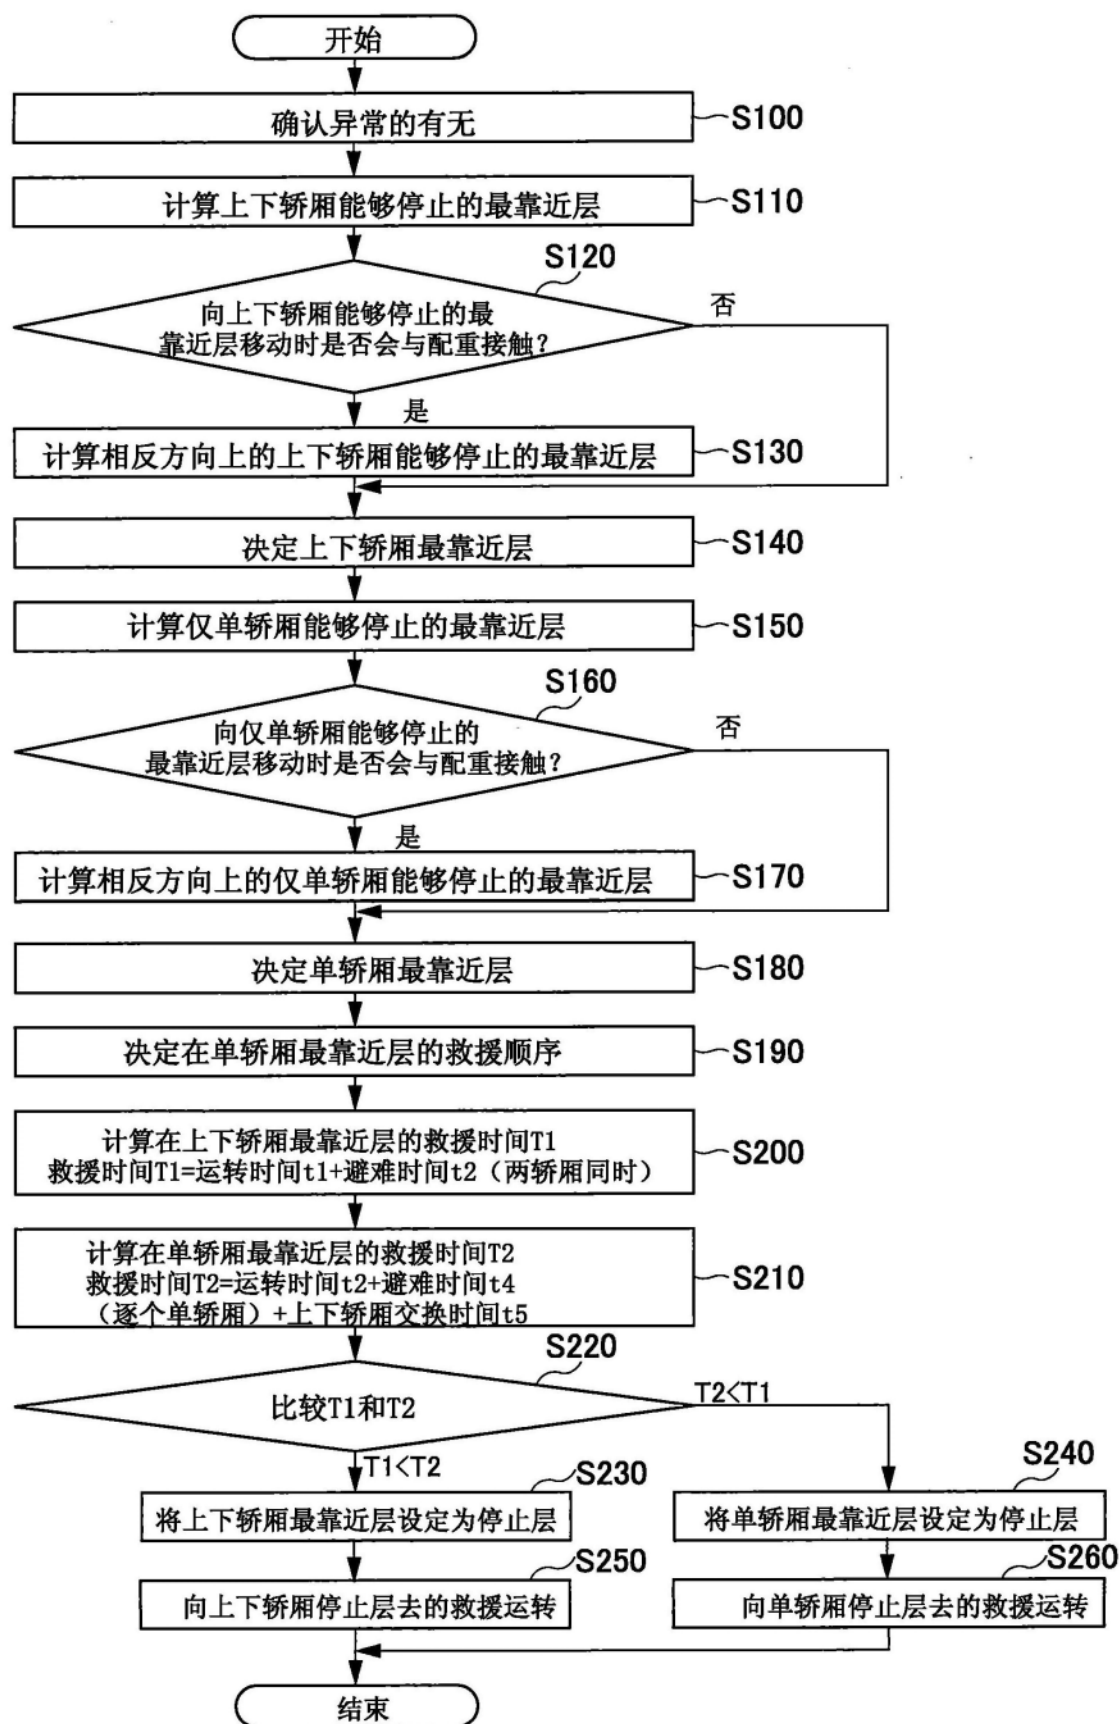 开始
确认异常的有无
S100
计算上下轿厢能够停止的最靠近层
S110
S120
向上下轿厢能够停止的最
靠近层移动时是否会与配重接触?
否
是
计算相反方向上的上下轿厢能够停止的最靠近层
S130
决定上下轿厢最靠近层
S140
计算仅单轿厢能够停止的最靠近层
S150
S160
向仅单轿厢能够停止的
最靠近层移动时是否会与配重接触?
否
是
计算相反方向上的仅单轿厢能够停止的最靠近层
S170
决定单轿厢最靠近层
S180
决定在单轿厢最靠近层的救援顺序
S190
计算在上下轿厢最靠近层的救援时间T1
救援时间T1=运转时间t1+避难时间t2(两轿厢同时)
S200
计算在单轿厢最靠近层的救援时间T2
救援时间T2=运转时间t2+避难时间t4
(逐个单轿厢)+上下轿厢交换时间t5
S210
S220
比较T1和T2
T2<T1
T1<T2
S230
将上下轿厢最靠近层设定为停止层
S240
将单轿厢最靠近层设定为停止层
S250
向上下轿厢停止层去的救援运转
S260
向单轿厢停止层去的救援运转
结束